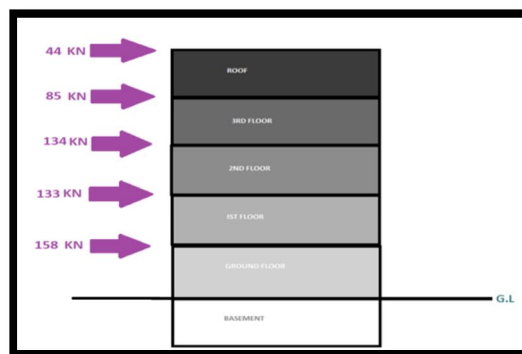 44 KN
ROOF
85 KN
3RD FLOOR
134 KN
2ND FLOOR
133 KN
IST FLOOR
158 KN
GROUND FLOOR
G.L
BASEMENT